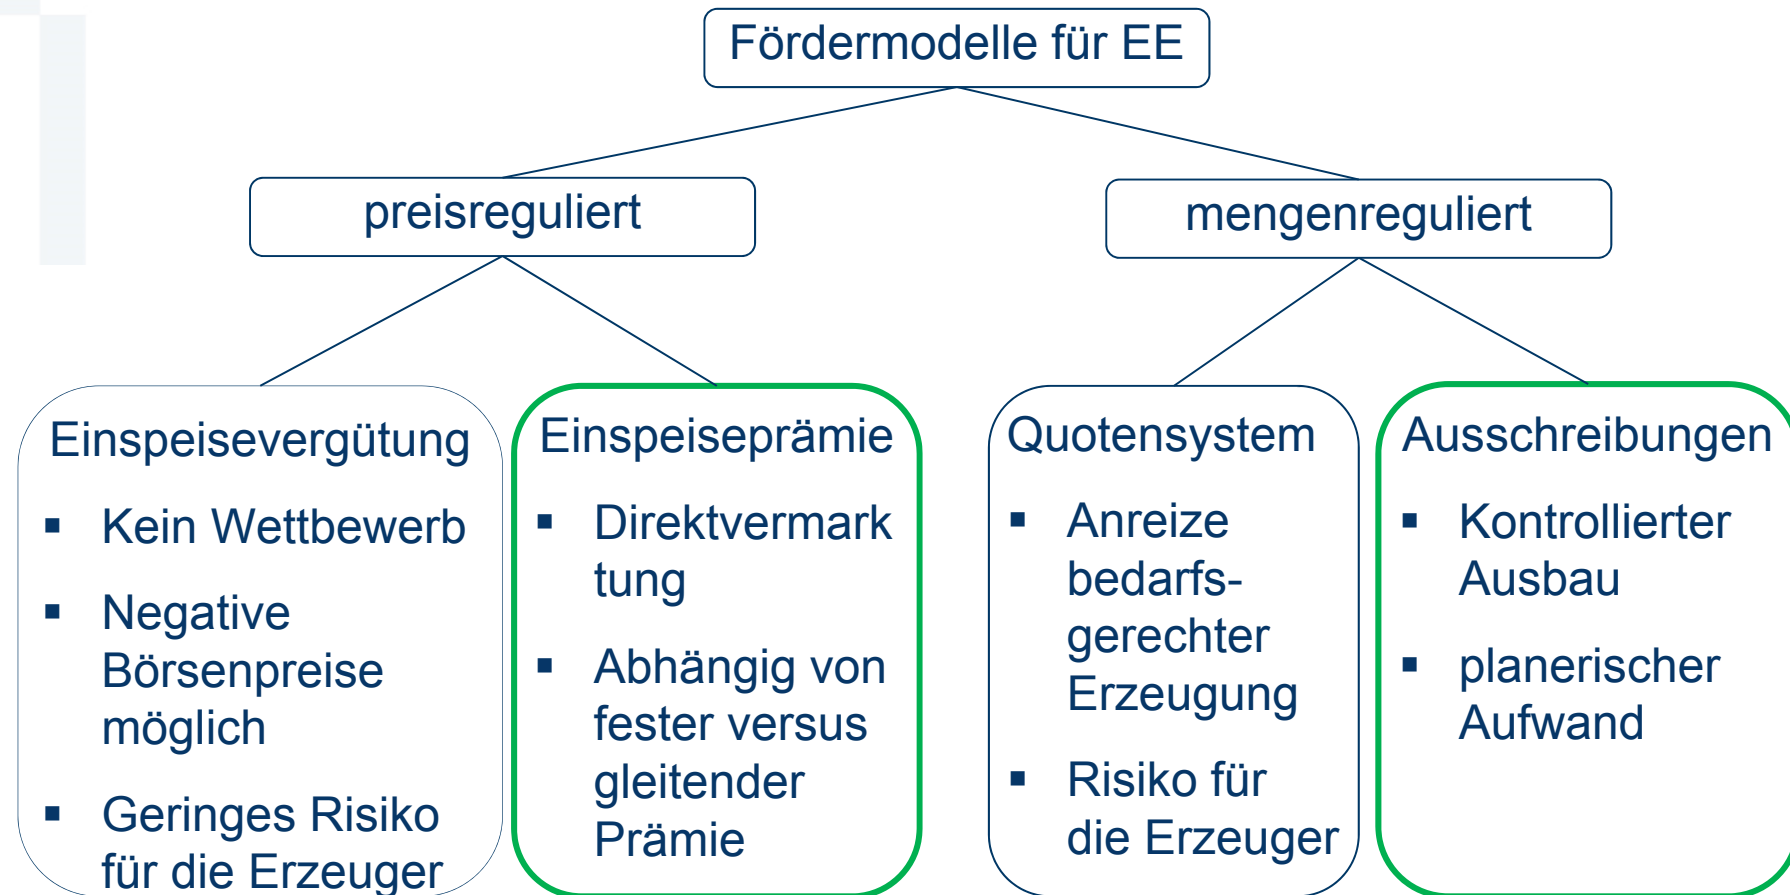 Fördermodelle für EE
preisreguliert
mengenreguliert
Einspeisevergütung
▪ Kein Wettbewerb
▪ Negative
Börsenpreise
möglich
▪ Geringes Risiko
für die Erzeuger
Einspeiseprämie
▪ Direktvermark
tung
▪ Abhängig von
fester versus
gleitender
Prämie
Quotensystem
▪ Anreize
bedarfs-
gerechter
Erzeugung
▪ Risiko für
die Erzeuger
Ausschreibungen
▪ Kontrollierter
Ausbau
▪ planerischer
Aufwand